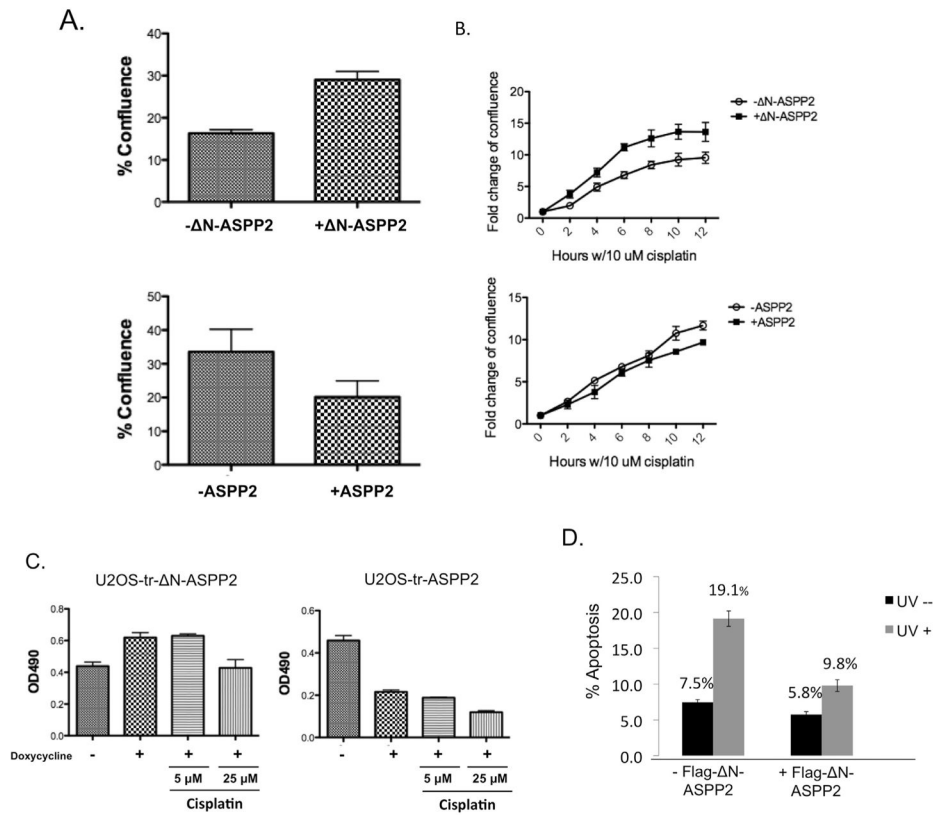 A.
% Confluence
40
30
20
10
0
-ΔN-ASPP2 +ΔN-ASPP2
B.
Fold change of confluence
20
15
10
5
0
0 2 4 6 8 10 12
Hours w/10 uM cisplatin
-ΔN-ASPP2
+ΔN-ASPP2
% Confluence
50
40
30
20
10
0
-ASPP2 +ASPP2
Fold change of confluence
15
10
5
0
0 2 4 6 8 10 12
Hours w/10 uM cisplatin
-ASPP2
+ASPP2
C.
U2OS-tr-ΔN-ASPP2
OD490
0.8
0.6
0.4
0.2
0.0
Doxycycline - + + +
5 μM 25 μM
Cisplatin
U2OS-tr-ASPP2
OD490
0.6
0.4
0.2
0.0
- + + +
5 μM 25 μM
Cisplatin
D.
% Apoptosis
25.0
20.0
15.0
10.0
5.0
0.0
7.5% 19.1% 5.8% 9.8%
- Flag-ΔN- + Flag-ΔN-
ASPP2 ASPP2
UV --
UV +